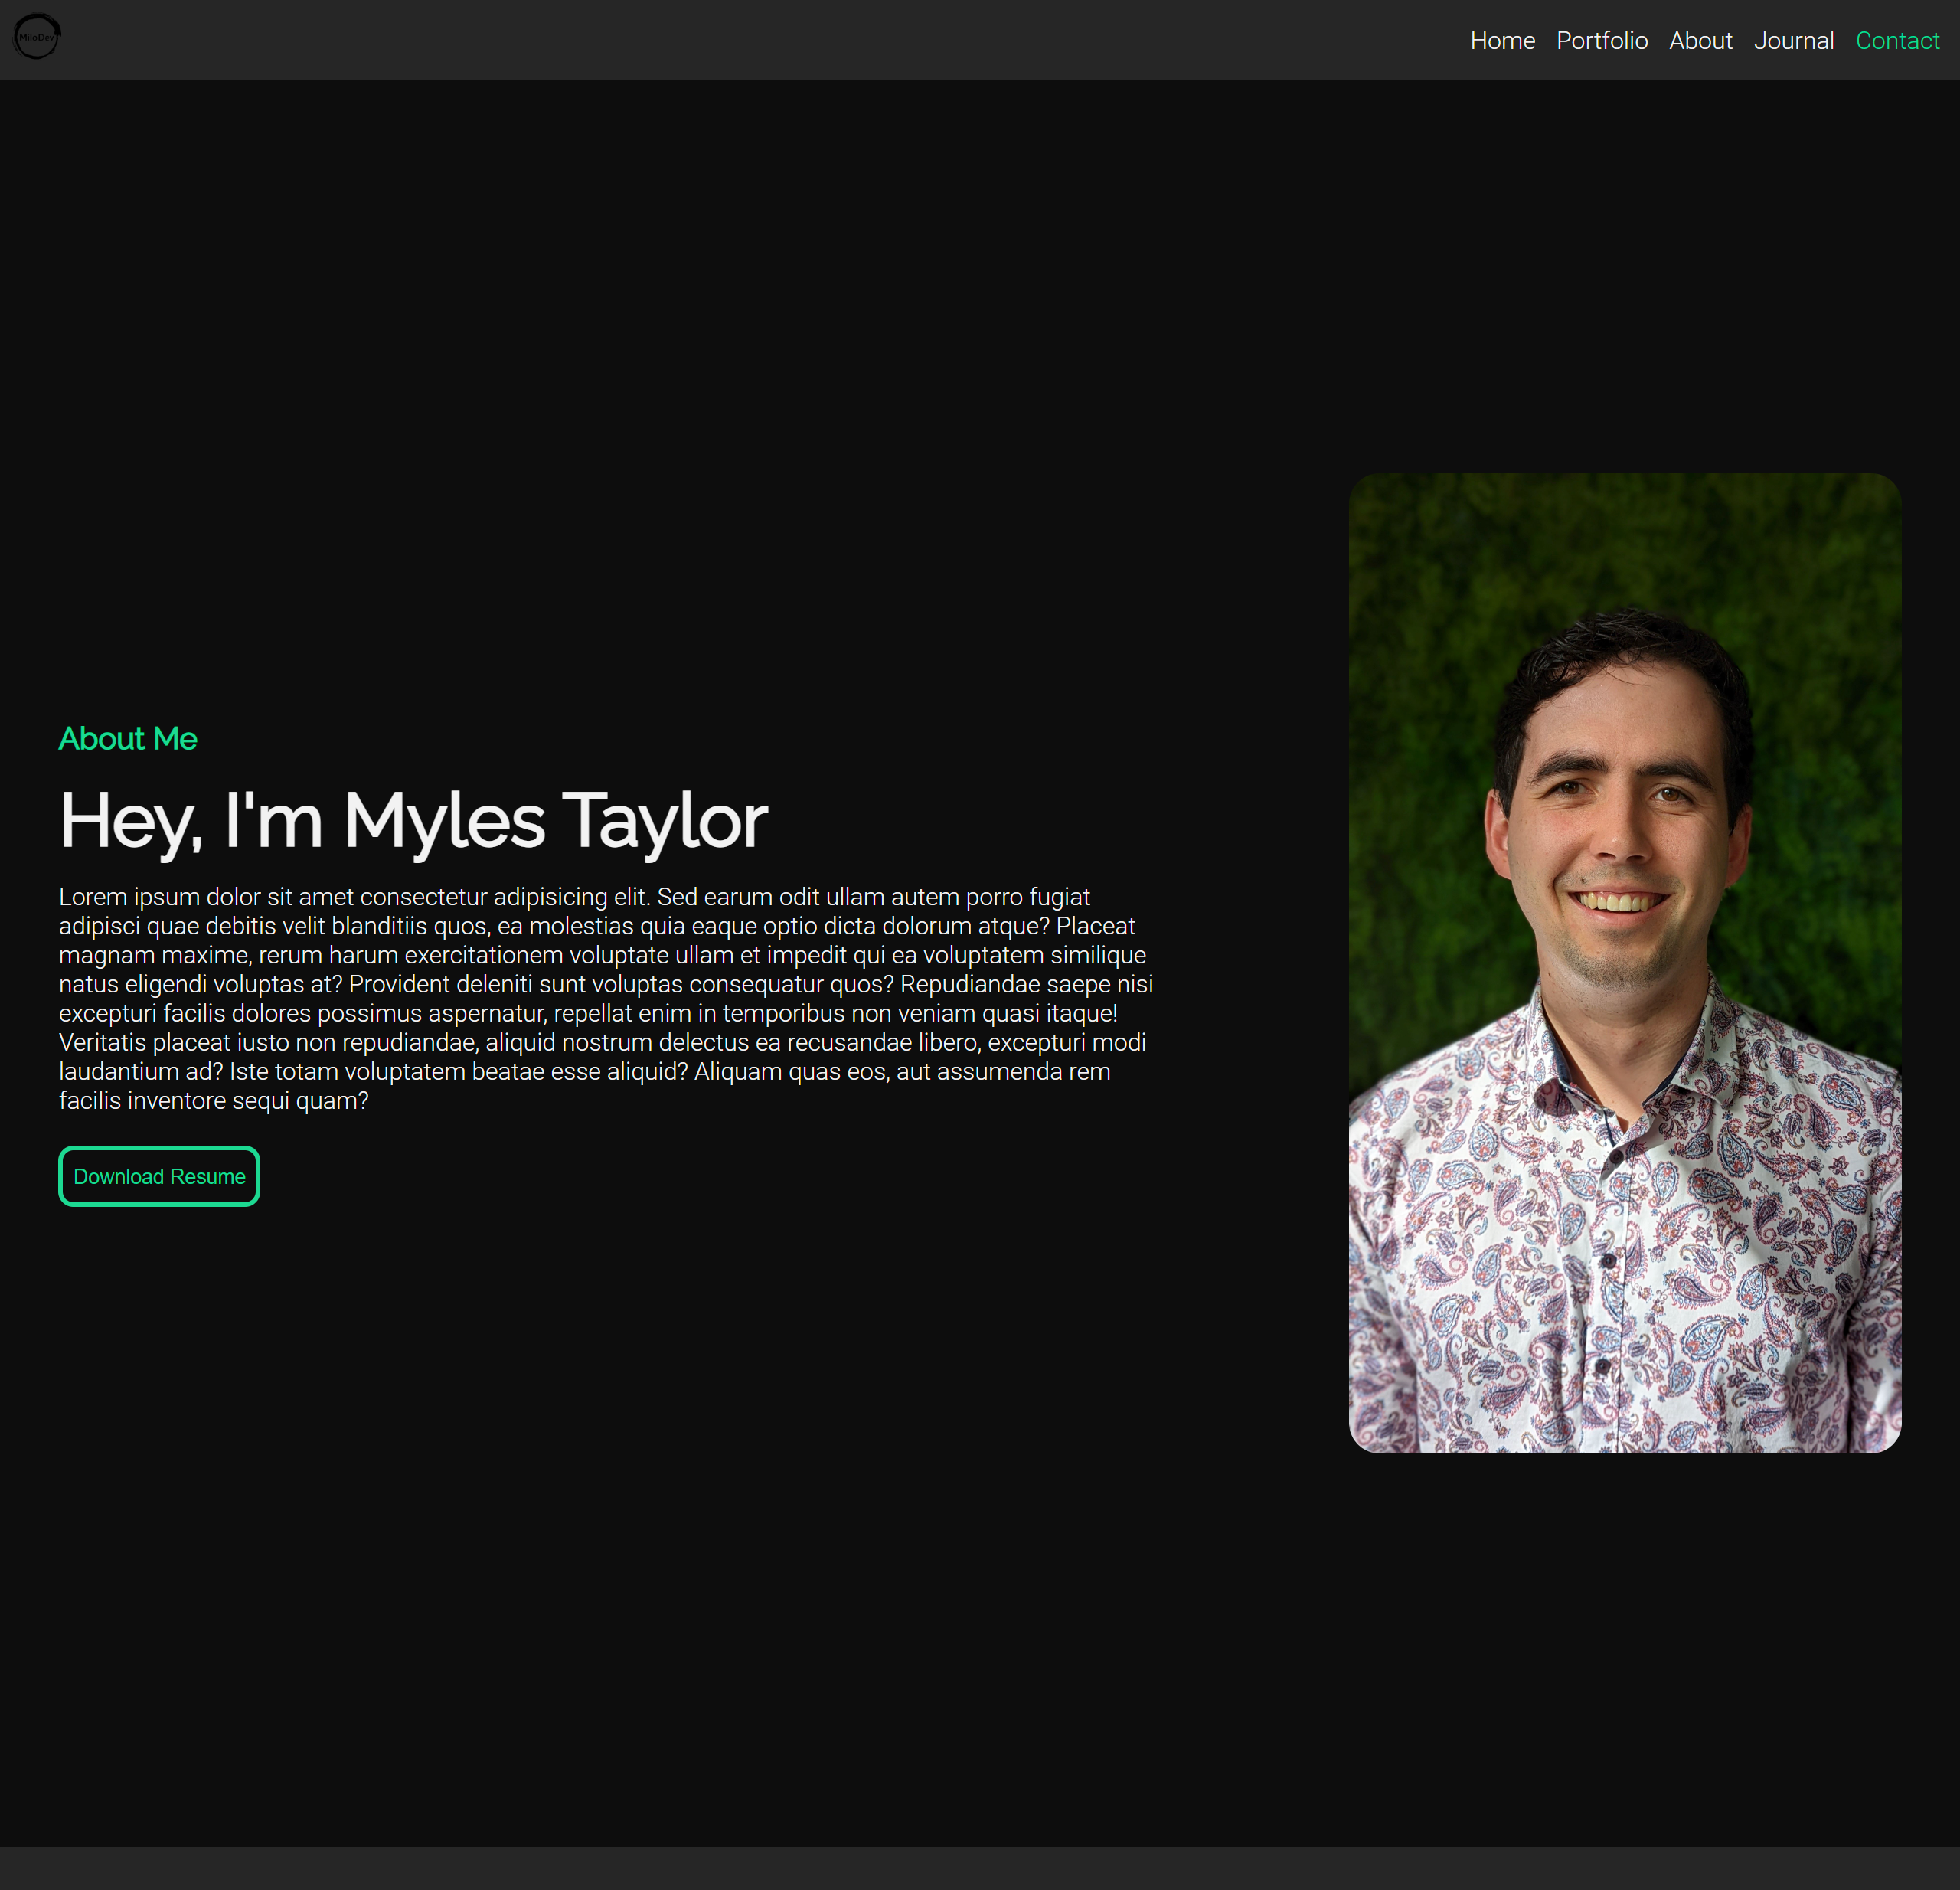 MiloDev
Home Portfolio About Journal Contact
About Me
Hey, I'm Myles Taylor
Lorem ipsum dolor sit amet consectetur adipisicing elit. Sed earum odit ullam autem porro fugiat
adipisci quae debitis velit blanditiis quos, ea molestias quia eaque optio dicta dolorum atque? Placeat
magnam maxime, rerum harum exercitationem voluptate ullam et impedit qui ea voluptatem similique
natus eligendi voluptas at? Provident deleniti sunt voluptas consequatur quos? Repudiandae saepe nisi
excepturi facilis dolores possimus aspernatur, repellat enim in temporibus non veniam quasi itaque!
Veritatis placeat iusto non repudiandae, aliquid nostrum delectus ea recusandae libero, excepturi modi
laudantium ad? Iste totam voluptatem beatae esse aliquid? Aliquam quas eos, aut assumenda rem
facilis inventore sequi quam?
Download Resume